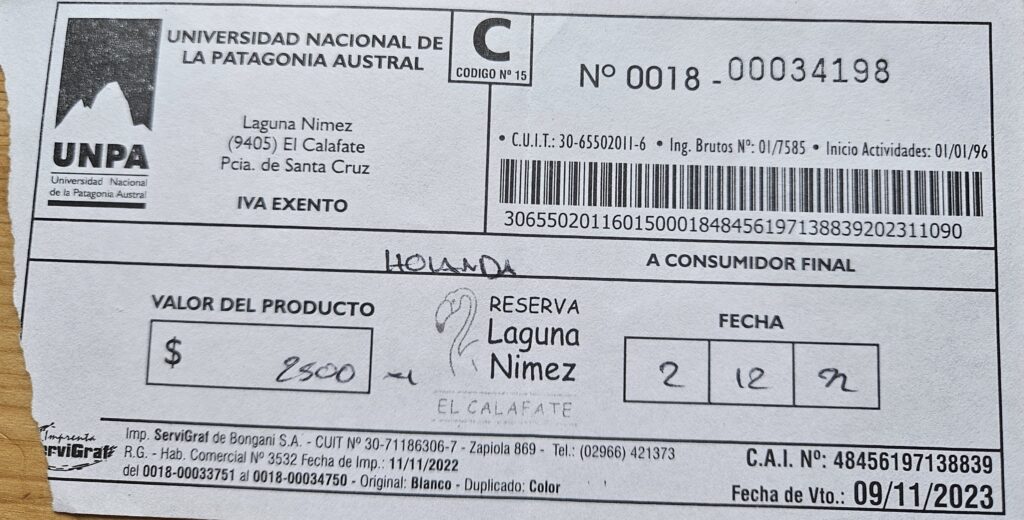 UNIVERSIDAD NACIONAL DE
LA PATAGONIA AUSTRAL
C
CODIGO Nº 15
Nº 0018 - 00034198
UNPA
Universidad Nacional
de la Patagonia Austral
Laguna Nimez
(9405) El Calafate
Pcia. de Santa Cruz
IVA EXENTO
• C.U.I.T.: 30-65502011-6 • Ing. Brutos Nº: 01/7585 • Inicio Actividades: 01/01/96
306550201160150001848456197138839202311090
HOLANDA
A CONSUMIDOR FINAL
VALOR DEL PRODUCTO
$ 2500
RESERVA
Laguna
Nimez
EL CALAFATE
FECHA
2 12
Imprenta
erviGraf
Imp. ServiGraf de Bongani S.A. - CUIT Nº 30-71186306-7 - Zapiola 869 - Tel.: (02966) 421373
R.G. - Hab. Comercial Nº 3532 Fecha de Imp.: 11/11/2022
del 0018-00033751 al 0018-00034750 - Original: Blanco - Duplicado: Color
C.A.I. Nº: 48456197138839
Fecha de Vto.: 09/11/2023